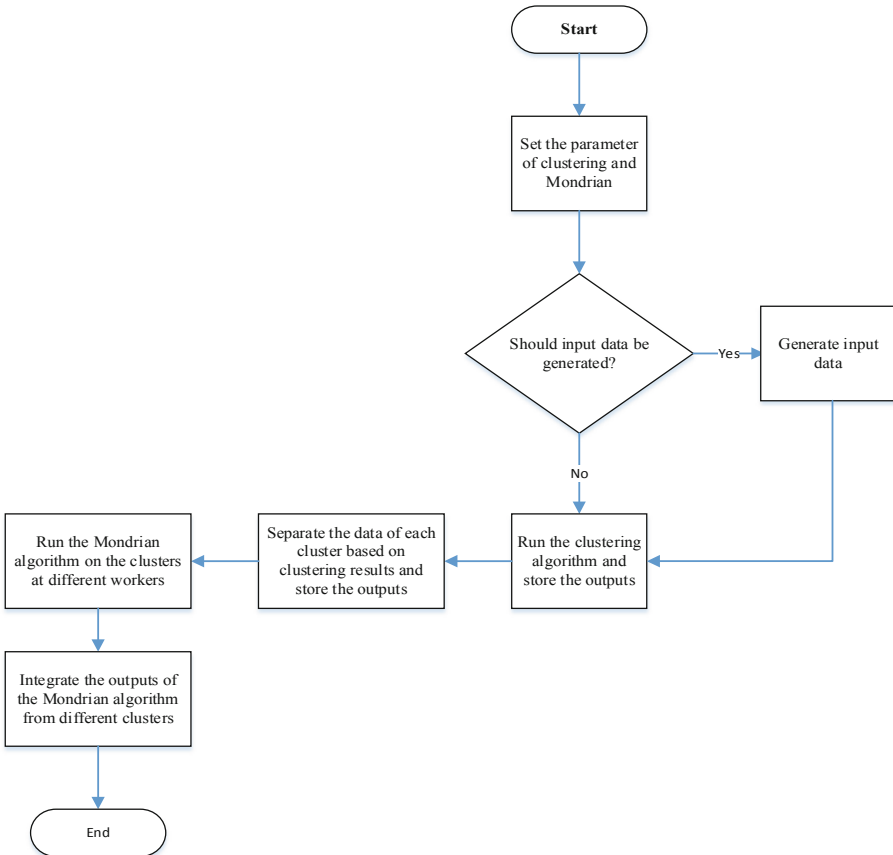 Start
Set the parameter
of clustering and
Mondrian
Should input data be
generated?
Yes
Generate input
data
No
Run the clustering
algorithm and
store the outputs
Separate the data of each
cluster based on
clustering results and
store the outputs
Run the Mondrian
algorithm on the clusters
at different workers
Integrate the outputs of
the Mondrian algorithm
from different clusters
End